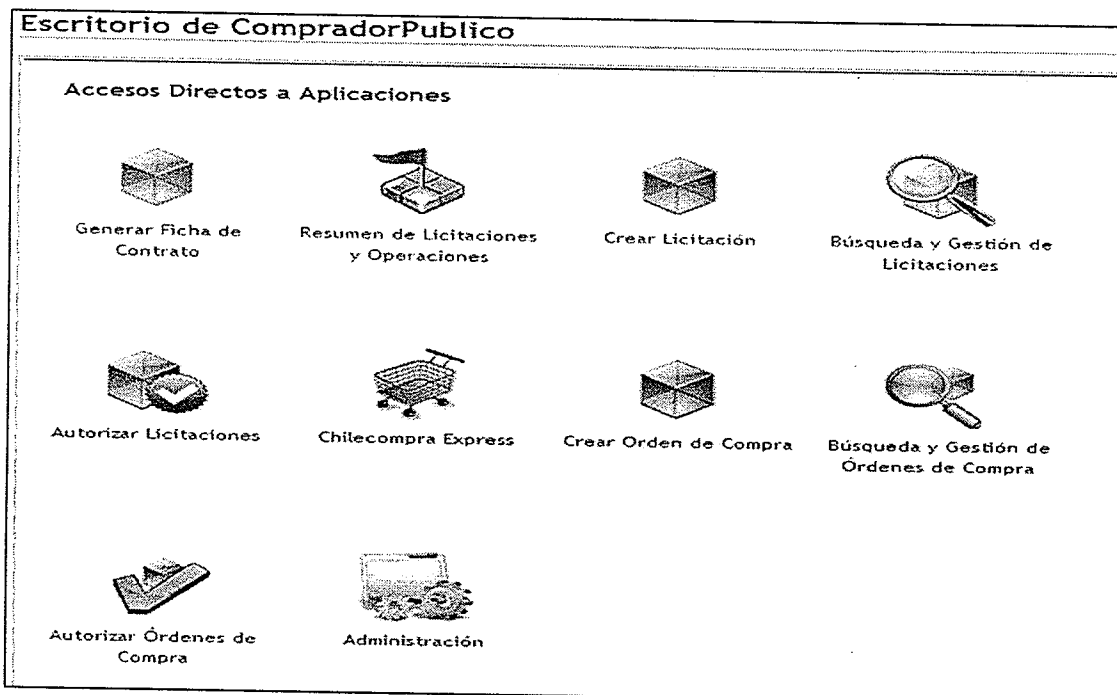 Escritorio de CompradorPublico
Accesos Directos a Aplicaciones
Generar Ficha de
Contrato
Resumen de Licitaciones
y Operaciones
Crear Licitación
Búsqueda y Gestión de
Licitaciones
Autorizar Licitaciones
Chilecompra Express
Crear Orden de Compra
Búsqueda y Gestión de
Órdenes de Compra
Autorizar Órdenes de
Compra
Administración